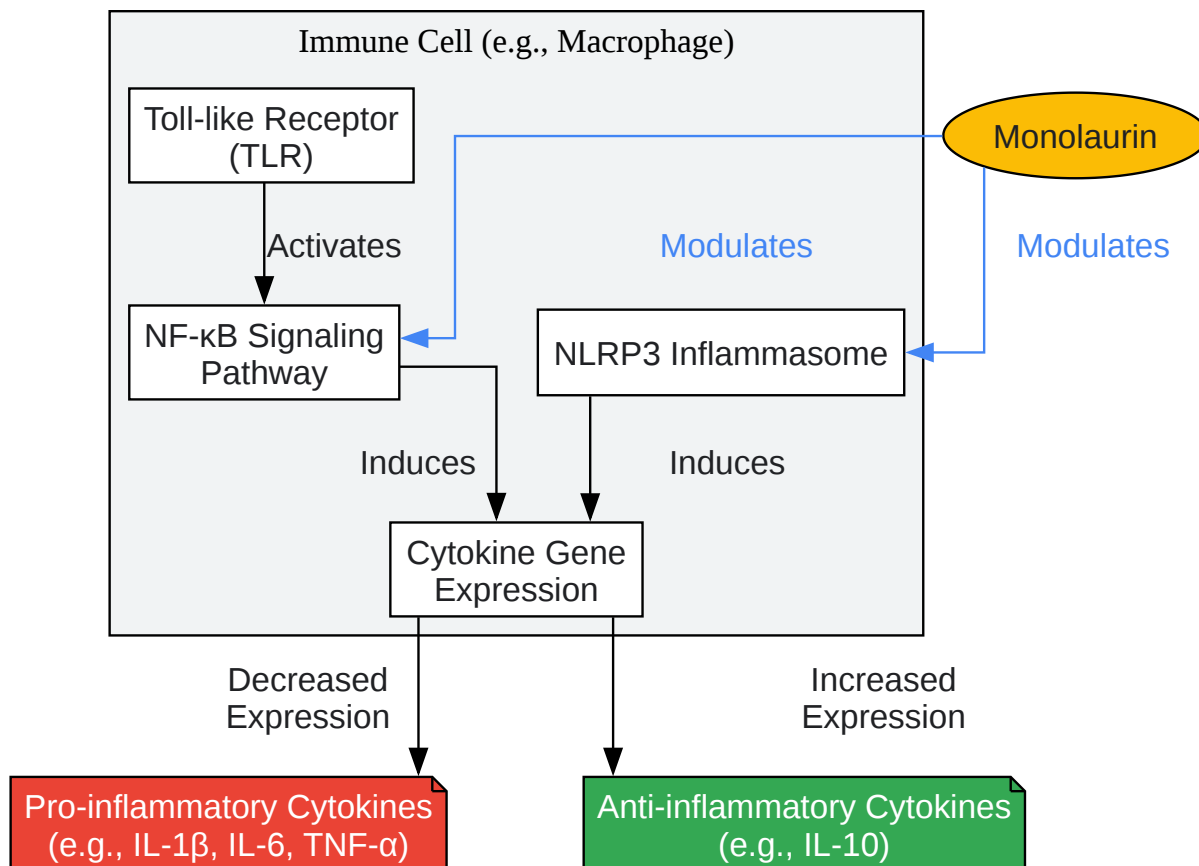 Immune Cell (e.g., Macrophage)
Toll-like Receptor
(TLR)
Monolaurin
Activates
Modulates
Modulates
NF-κB Signaling
Pathway
NLRP3 Inflammasome
Induces
Induces
Cytokine Gene
Expression
Decreased
Expression
Increased
Expression
Pro-inflammatory Cytokines
(e.g., IL-1β, IL-6, TNF-α)
Anti-inflammatory Cytokines
(e.g., IL-10)